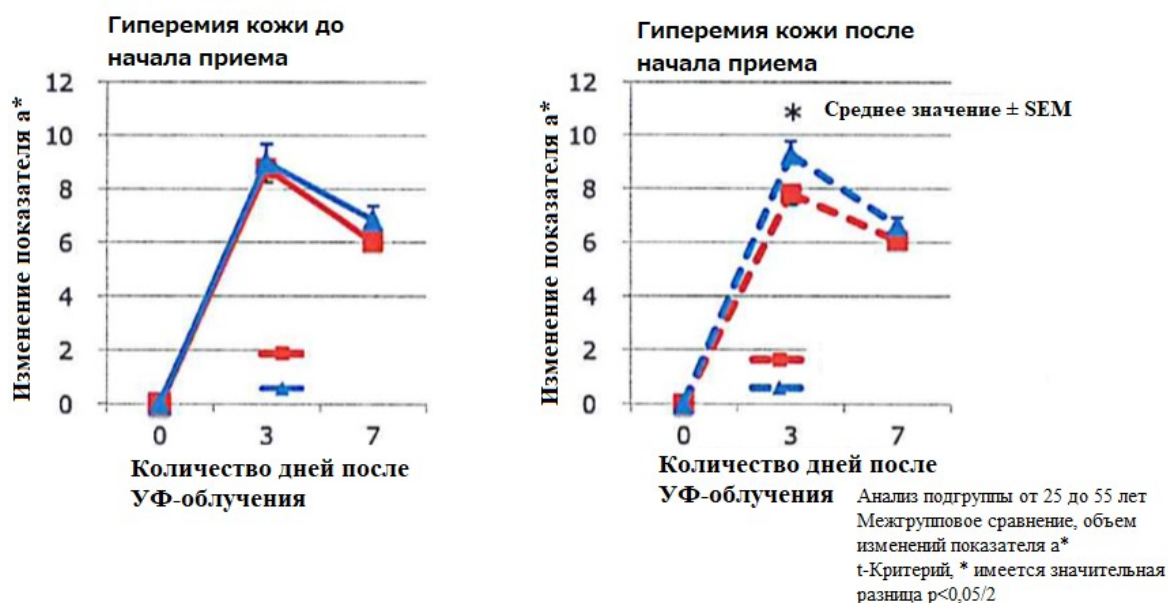 Гиперемия кожи до
начала приема
12
10
8
6
4
2
0
Изменение показателя a*
0 3 7
Количество дней после
УФ-облучения
Гиперемия кожи после
начала приема
12
10
8
6
4
2
0
Изменение показателя a*
* Среднее значение ± SEM
0 3 7
Количество дней после
УФ-облучения
Анализ подгруппы от 25 до 55 лет
Межгрупповое сравнение, объем
изменений показателя a*
t-Критерий, * имеется значительная
разница p<0,05/2